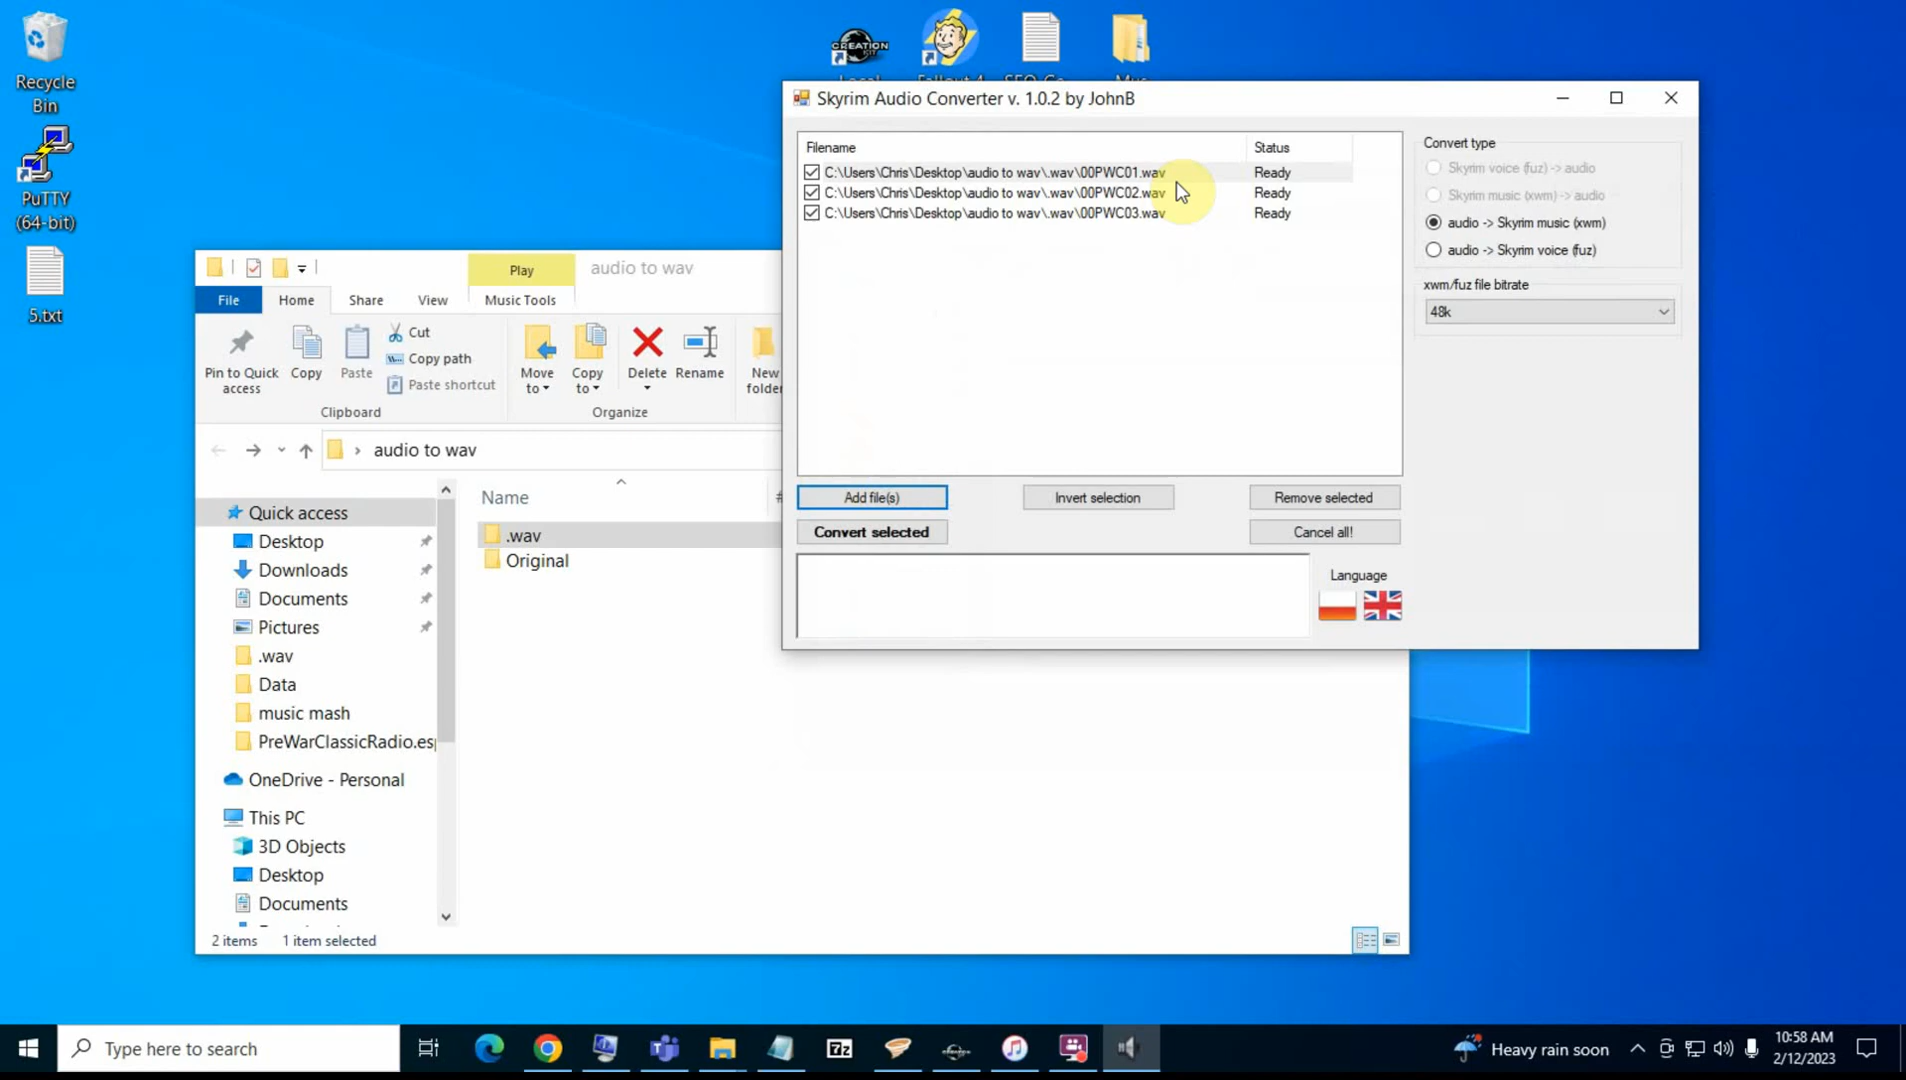 Recycle
Bin
PuTTY
(64-bit)
5.txt
CREATION
Skyrim Audio Converter v. 1.0.2 by JohnB
Filename
Status
C:\Users\Chris\Desktop\audio to wav\.wav\00PWC01.wav
Ready
C:\Users\Chris\Desktop\audio to wav\.wav\00PWC02.wav
Ready
C:\Users\Chris\Desktop\audio to wav\.wav\00PWC03.wav
Ready
Convert type
Skyrim voice (fuz) -> audio
Skyrim music (xwm) -> audio
audio -> Skyrim music (xwm)
audio -> Skyrim voice (fuz)
xwm/fuz file bitrate
48k
Add file(s)
Invert selection
Remove selected
Convert selected
Cancel all!
Language
Play
audio to wav
File
Home
Share
View
Music Tools
Pin to Quick
access
Copy
Paste
Cut
Copy path
Paste shortcut
Clipboard
Move
to
Copy
to
Delete
Rename
New
folder
Organize
audio to wav
Name
#
.wav
Original
Quick access
Desktop
Downloads
Documents
Pictures
.wav
Data
music mash
PreWarClassicRadio.esp
OneDrive - Personal
This PC
3D Objects
Desktop
Documents
2 items
1 item selected
Type here to search
7z
Heavy rain soon
10:58 AM
2/12/2023